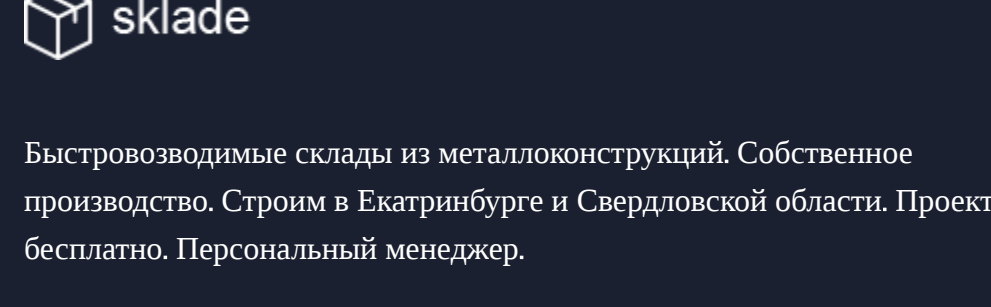 sklade
Быстровозводимые склады из металлоконструкций. Собственное
производство. Строим в Екатринбурге и Свердловской области. Проект
бесплатно. Персональный менеджер.